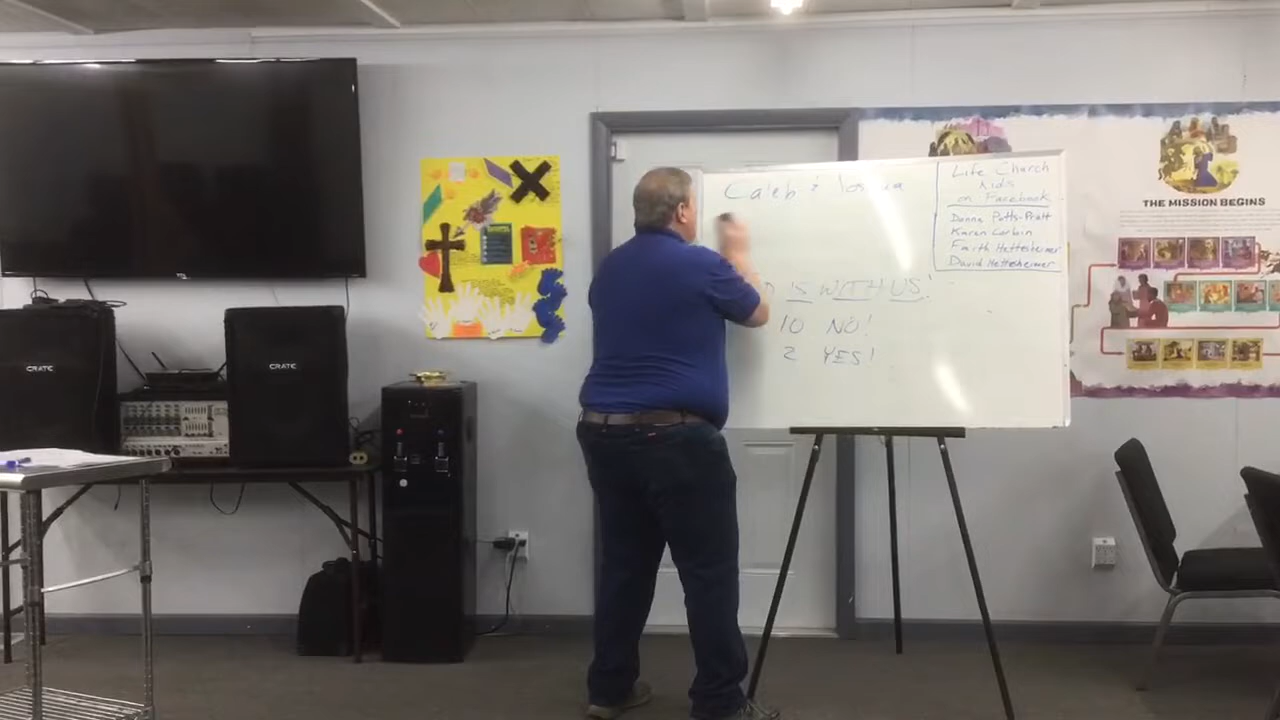 Caleb & Joshua
Life Church
Kids
on Facebook
Donna Potts-Pratt
Karen Corbin
Faith Hettesheimer
David Hettesheimer
IS WITH US!
10 NO!
2 YES!
THE MISSION BEGINS
CRATE
CRATE
TCL